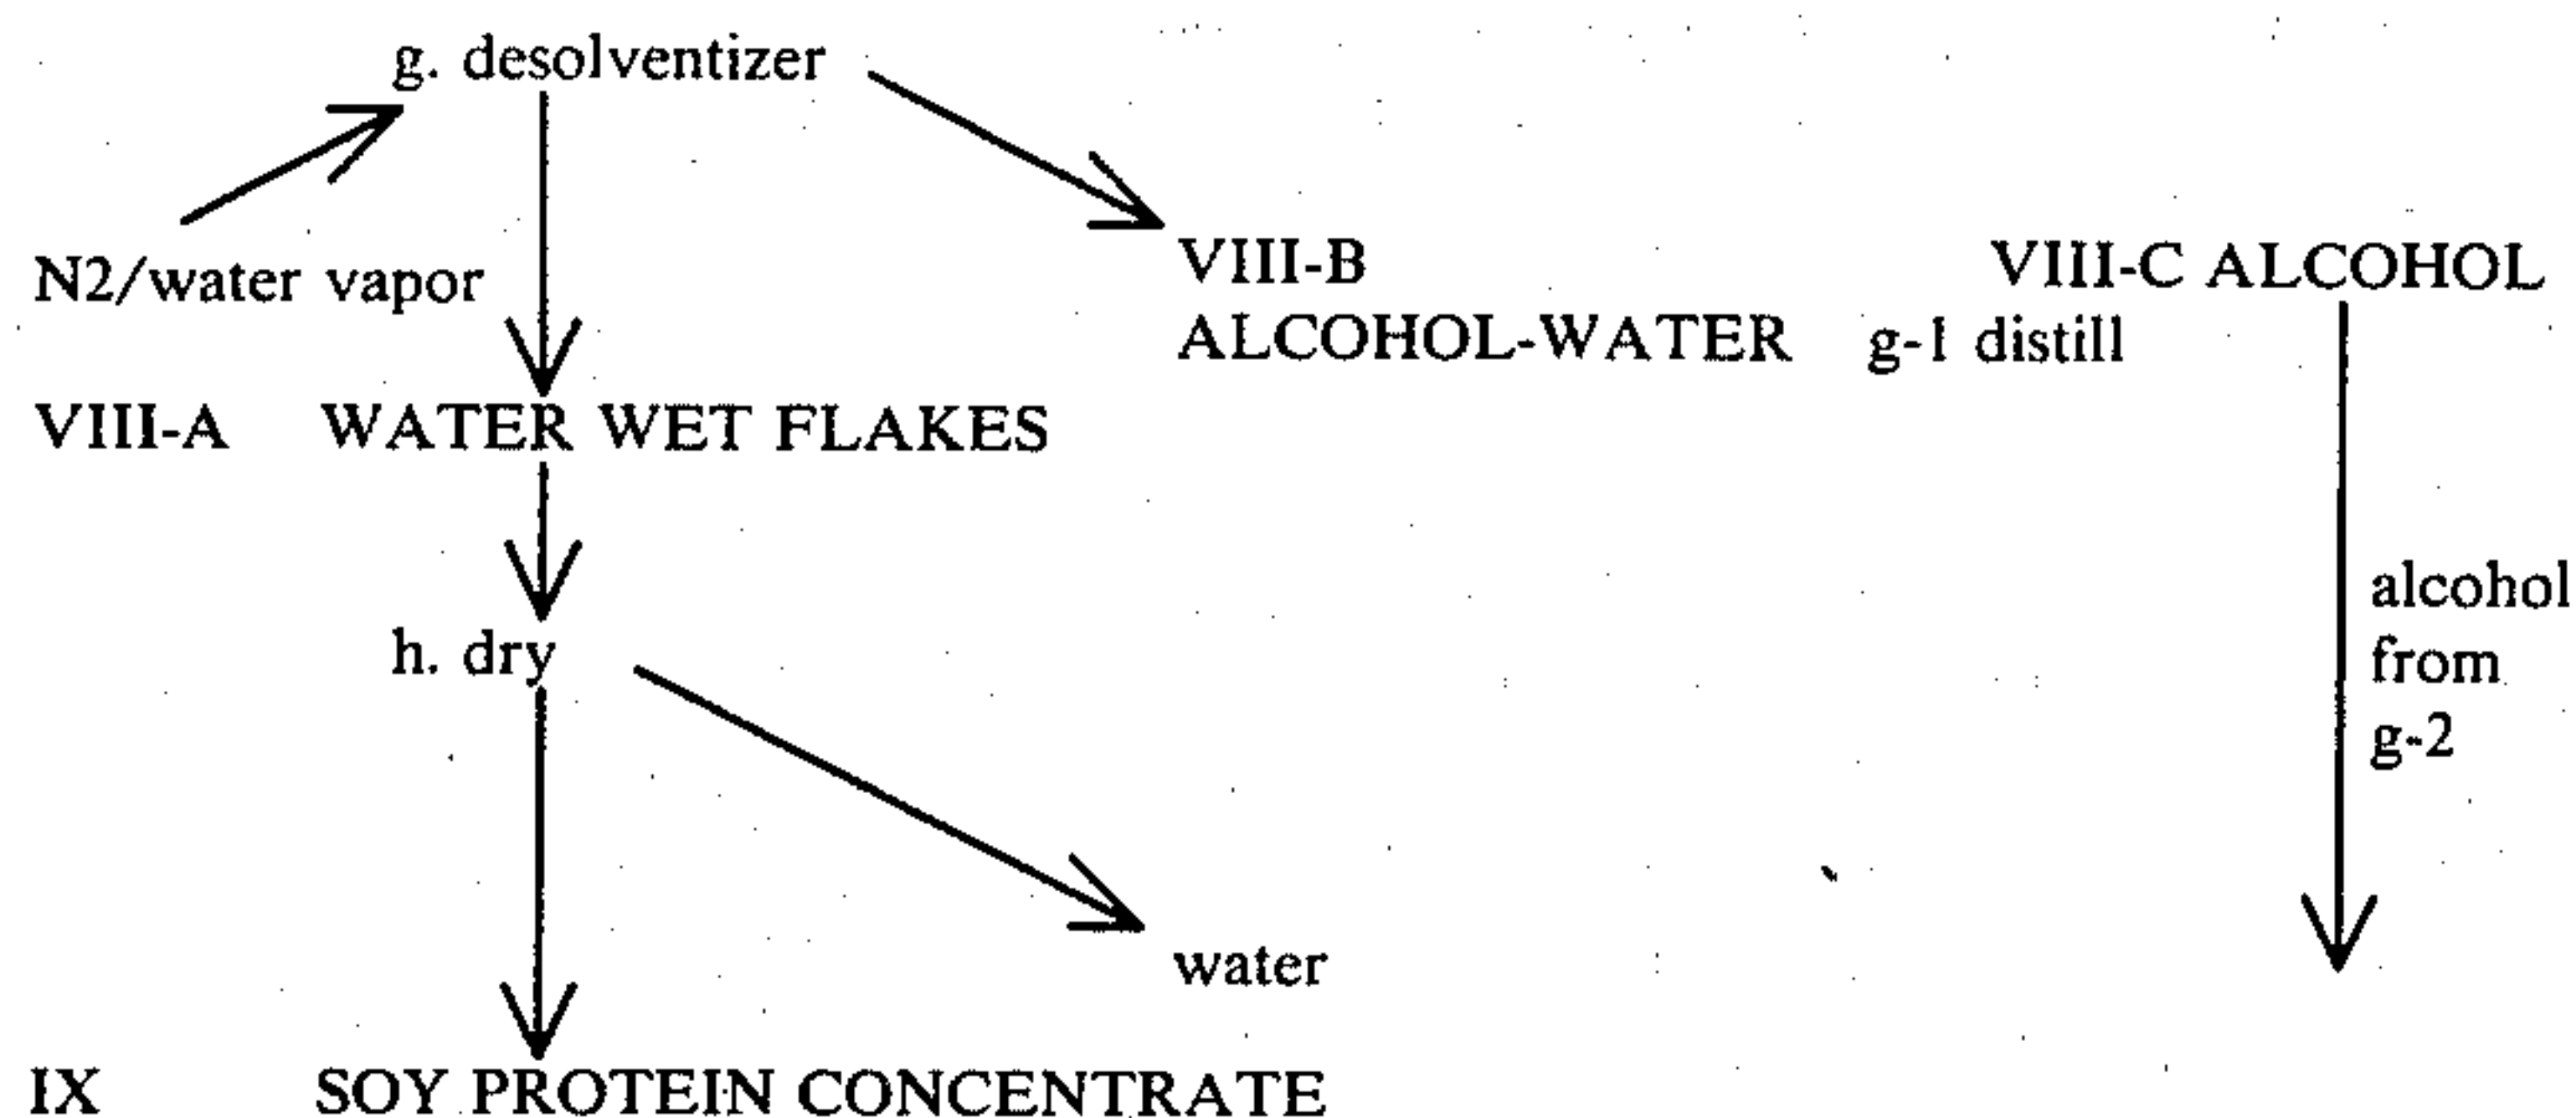 g. desolventizer
N2/water vapor
VIII-B
ALCOHOL-WATER
g-1 distill
VIII-C ALCOHOL
VIII-A WATER WET FLAKES
alcohol
from
g-2
h. dry
water
IX SOY PROTEIN CONCENTRATE